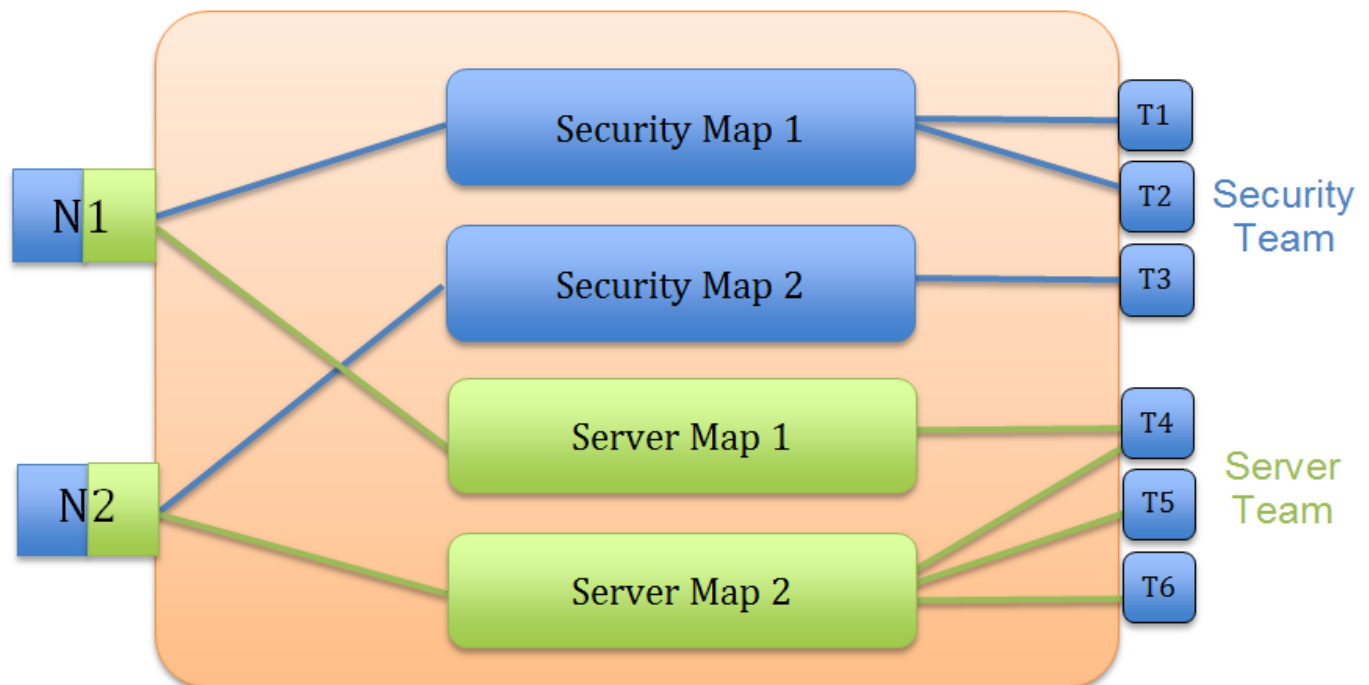 Security Map 1
T1
T2
Security
Team
N1
Security Map 2
T3
Server Map 1
T4
Server
Team
N2
T5
Server Map 2
T6